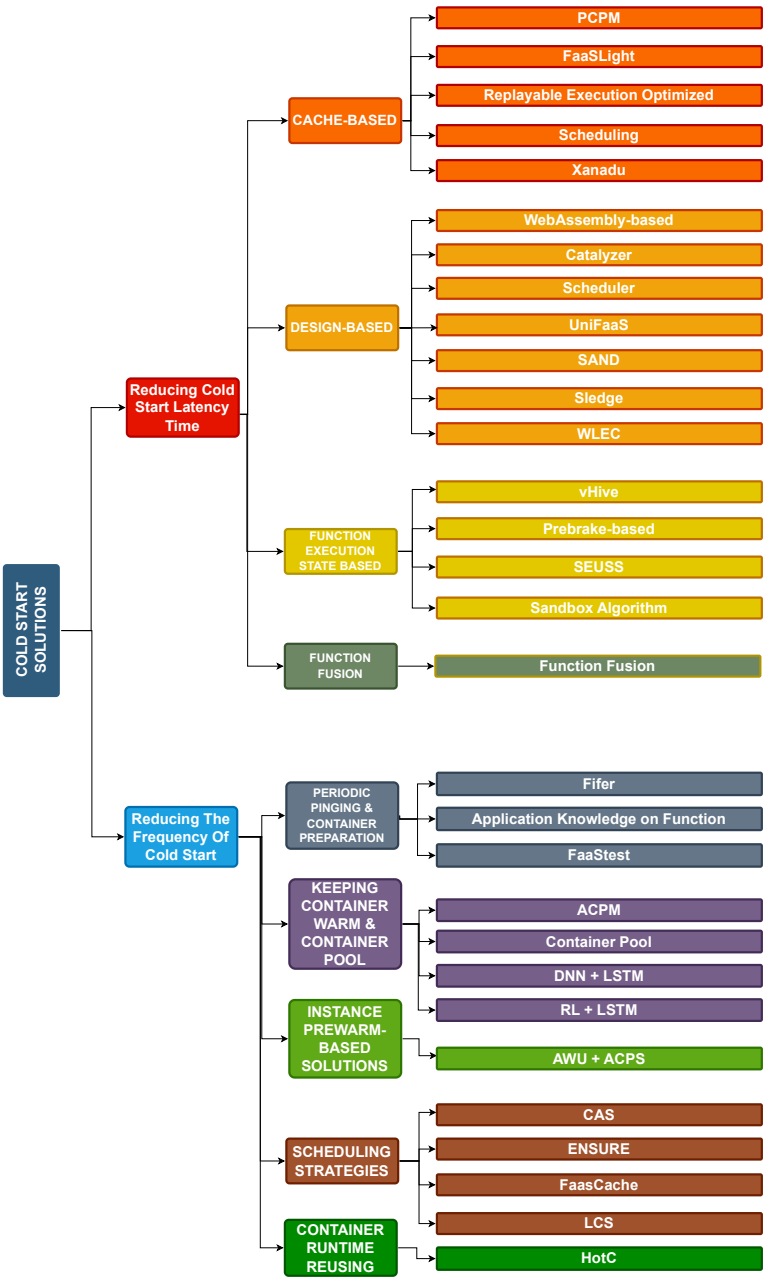 COLD START
SOLUTIONS
Reducing Cold
Start Latency
Time
CACHE-BASED
PCPM
FaaSLight
Replayable Execution Optimized
Scheduling
Xanadu
DESIGN-BASED
WebAssembly-based
Catalyzer
Scheduler
UniFaaS
SAND
Sledge
WLEC
FUNCTION
EXECUTION
STATE BASED
vHive
Prebrake-based
SEUSS
Sandbox Algorithm
FUNCTION
FUSION
Function Fusion
Reducing The
Frequency Of
Cold Start
PERIODIC
PINGING &
CONTAINER
PREPARATION
Fifer
Application Knowledge on Function
FaaStest
KEEPING
CONTAINER
WARM &
CONTAINER
POOL
ACPM
Container Pool
DNN + LSTM
RL + LSTM
INSTANCE
PREWARM-
BASED
SOLUTIONS
AWU + ACPS
SCHEDULING
STRATEGIES
CAS
ENSURE
FaasCache
LCS
CONTAINER
RUNTIME
REUSING
HotC